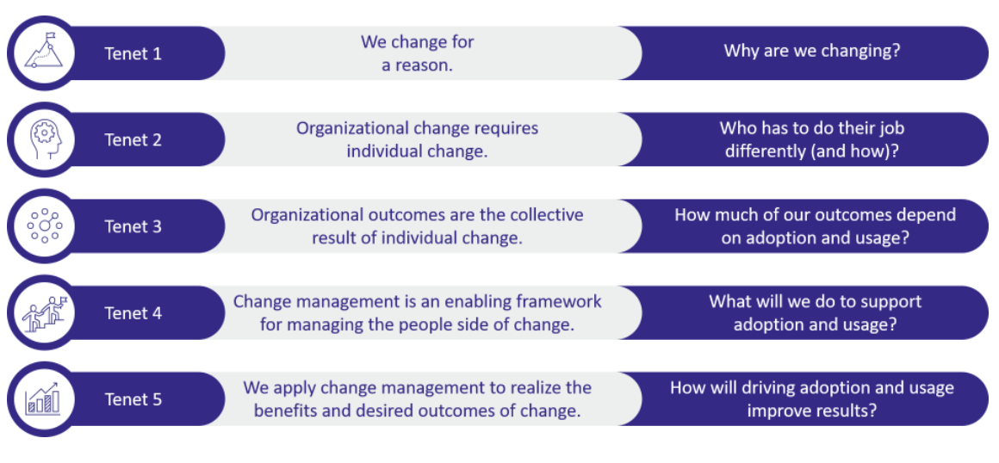 Tenet 1
We change for
a reason.
Why are we changing?
Tenet 2
Organizational change requires
individual change.
Who has to do their job
differently (and how)?
Tenet 3
Organizational outcomes are the collective
result of individual change.
How much of our outcomes depend
on adoption and usage?
Tenet 4
Change management is an enabling framework
for managing the people side of change.
What will we do to support
adoption and usage?
Tenet 5
We apply change management to realize the
benefits and desired outcomes of change.
How will driving adoption and usage
improve results?